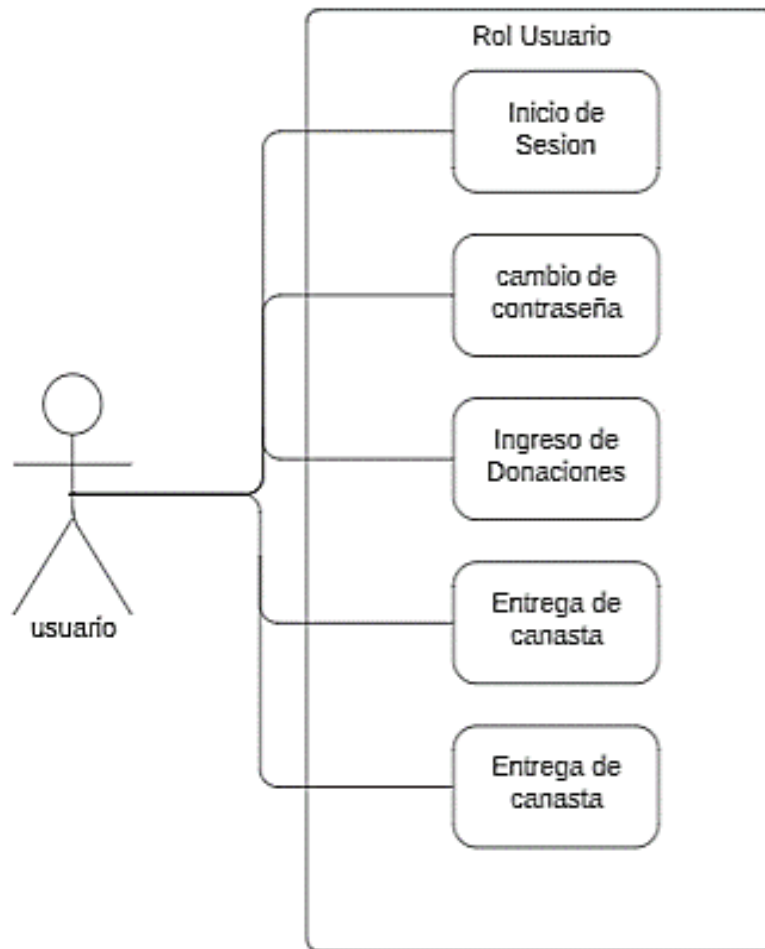 Rol Usuario
Inicio de
Sesion
cambio de
contraseña
Ingreso de
Donaciones
usuario
Entrega de
canasta
Entrega de
canasta